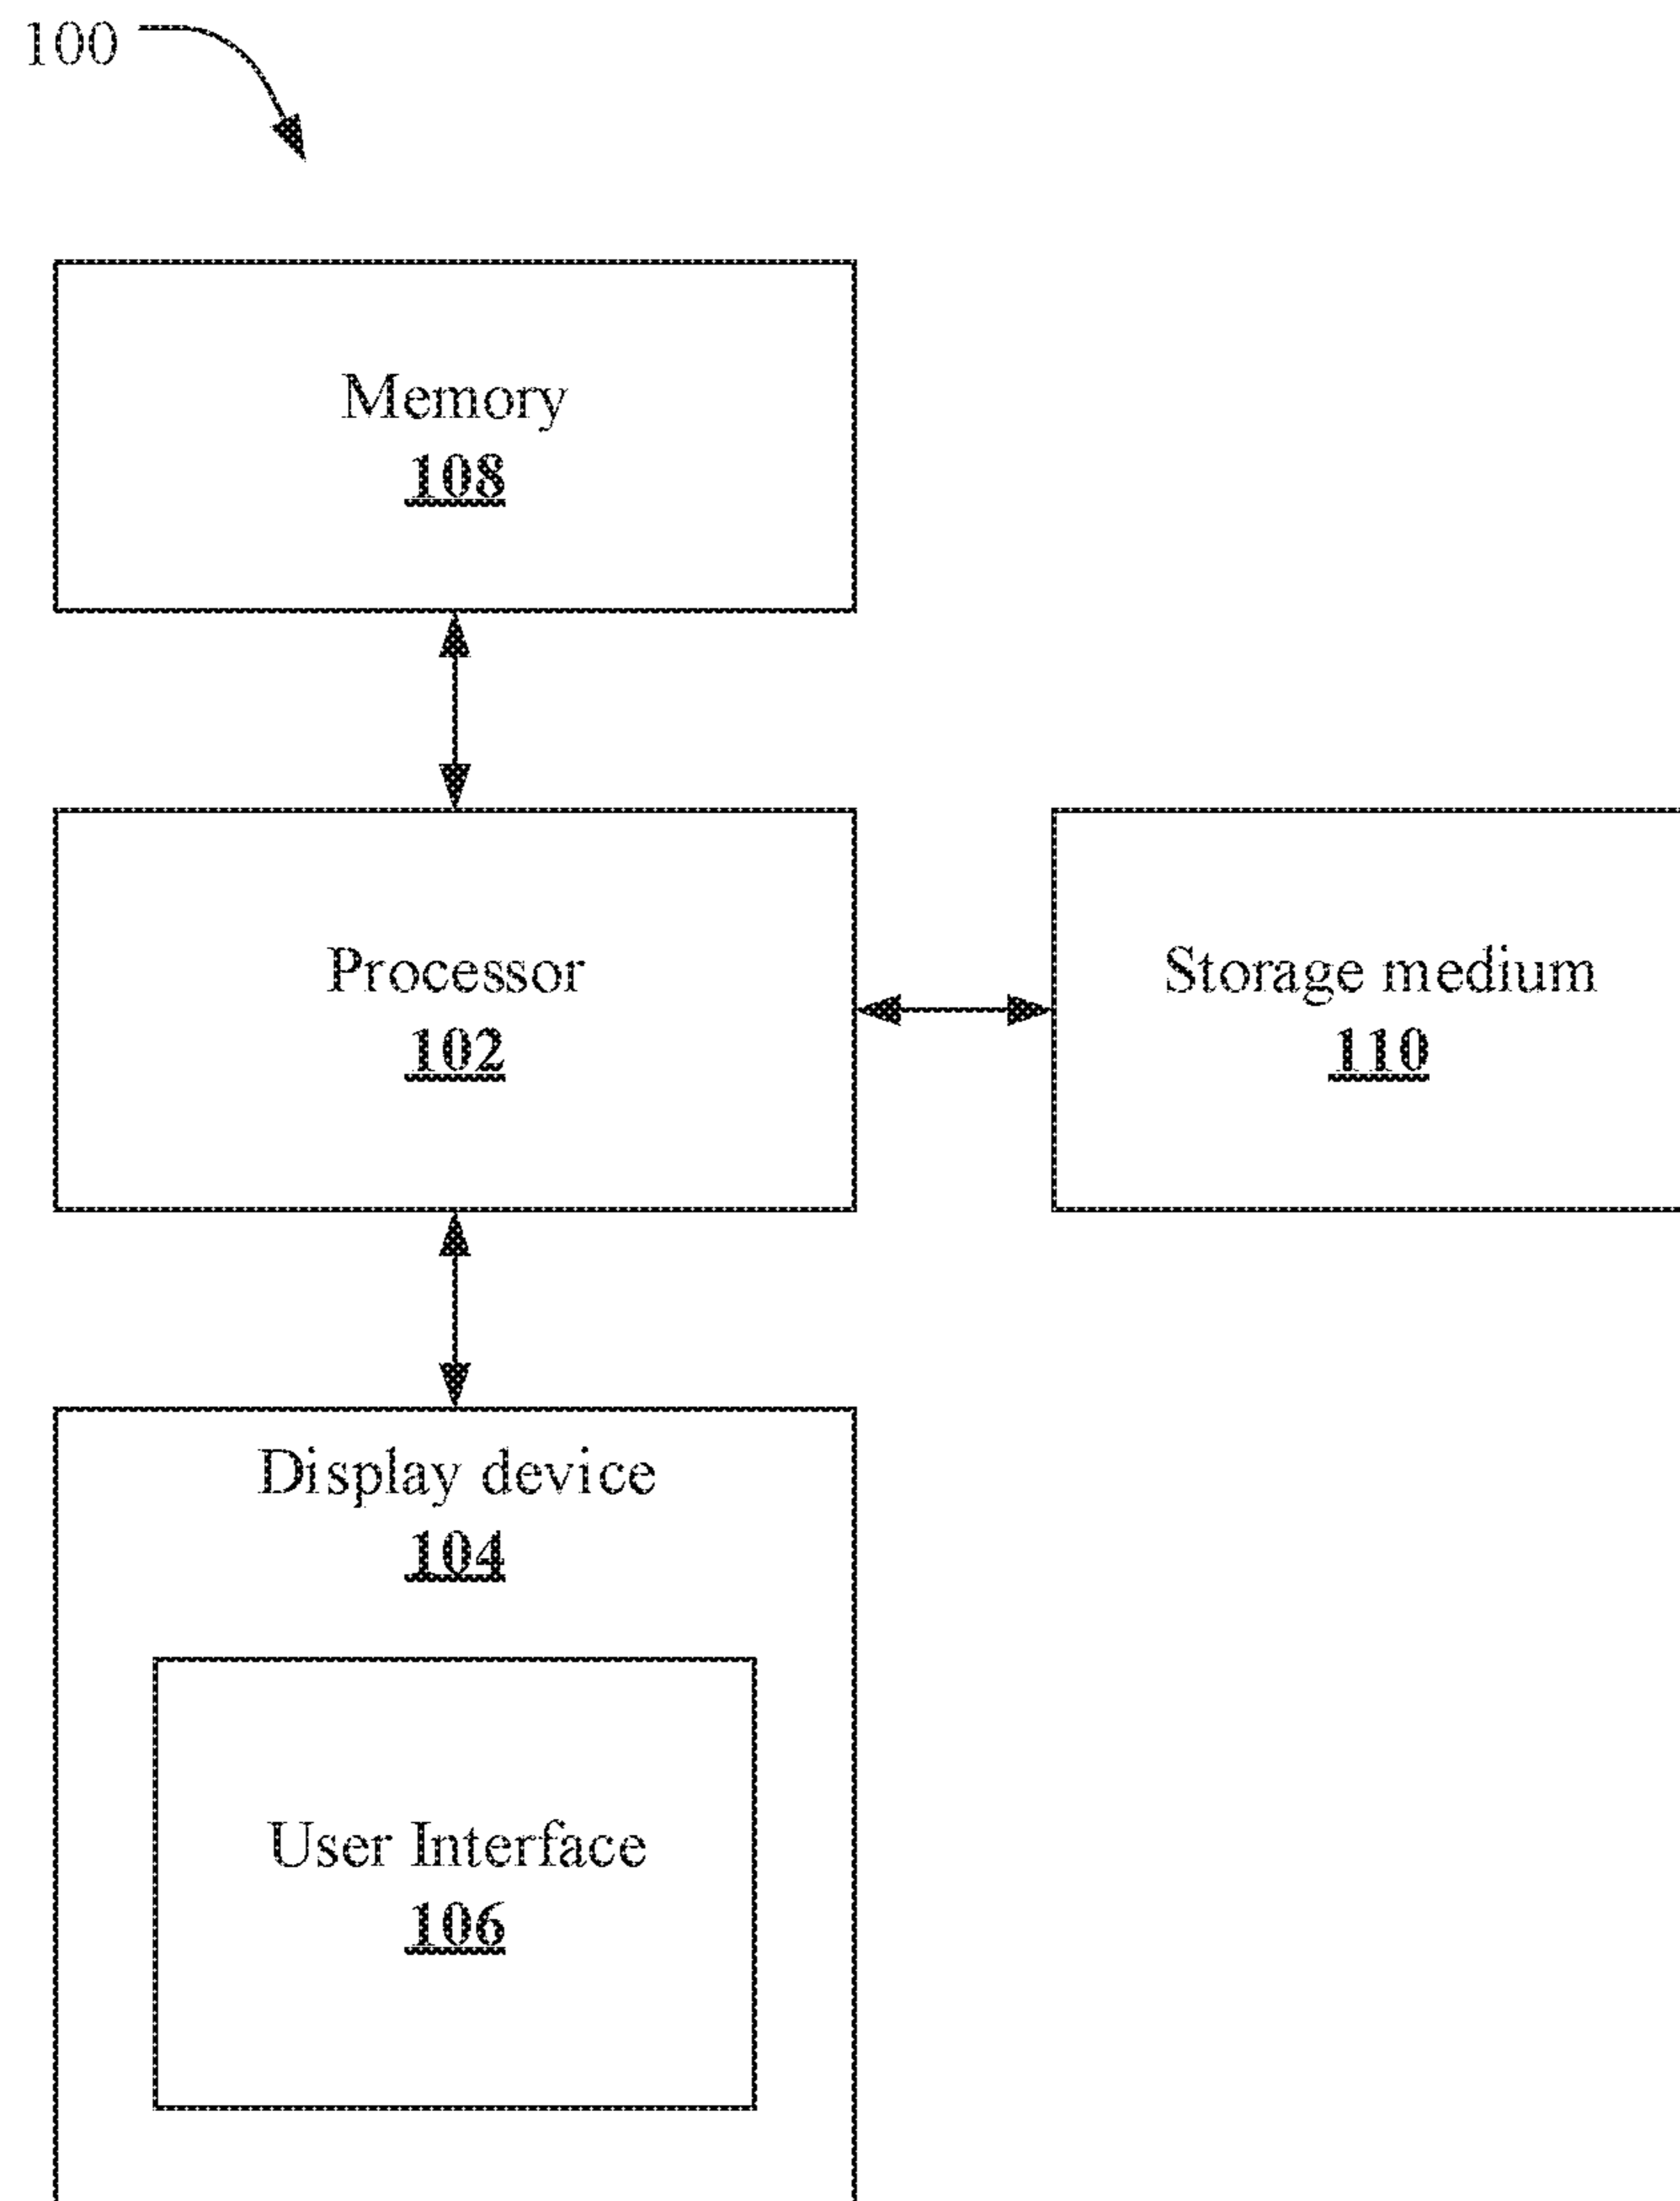 100
Memory
108
Processor
102
Storage medium
110
Display device
104
User Interface
106